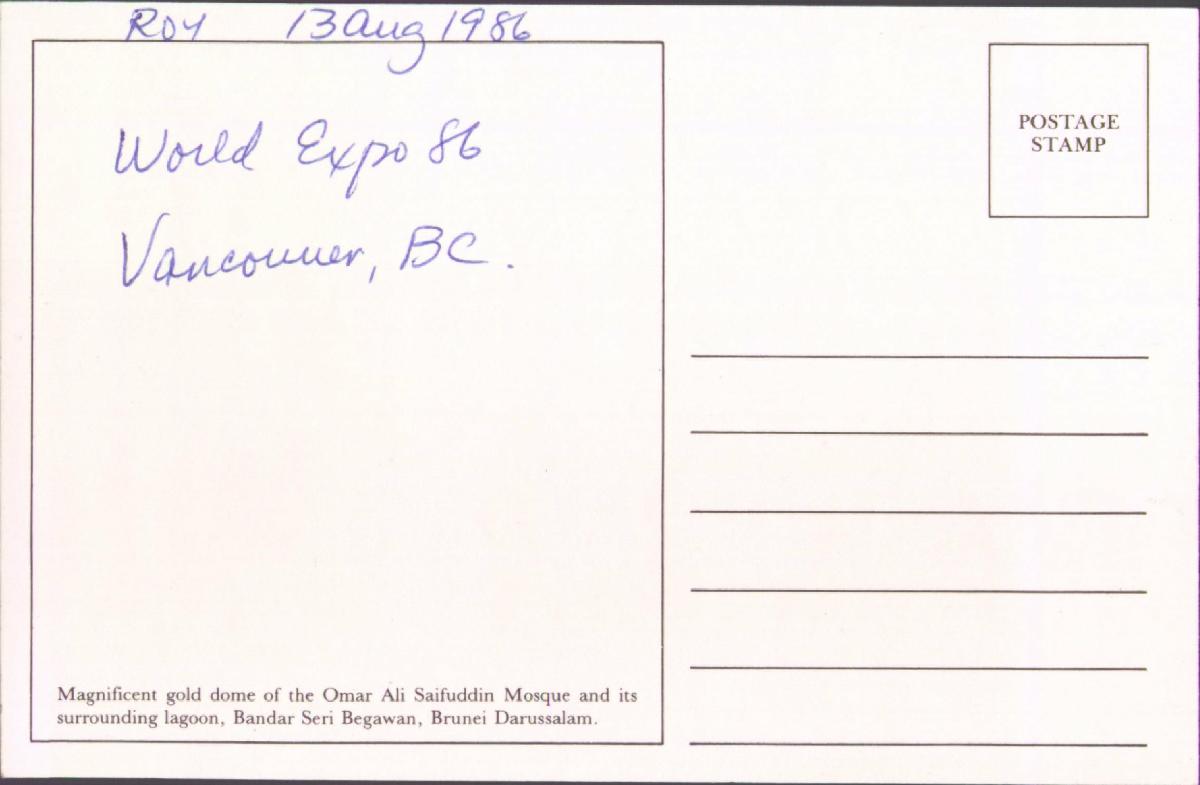 Roy 13 Aug 1986
World Expo 86
Vancouver, BC.
POSTAGE
STAMP
Magnificent gold dome of the Omar Ali Saifuddin Mosque and its
surrounding lagoon, Bandar Seri Begawan, Brunei Darussalam.